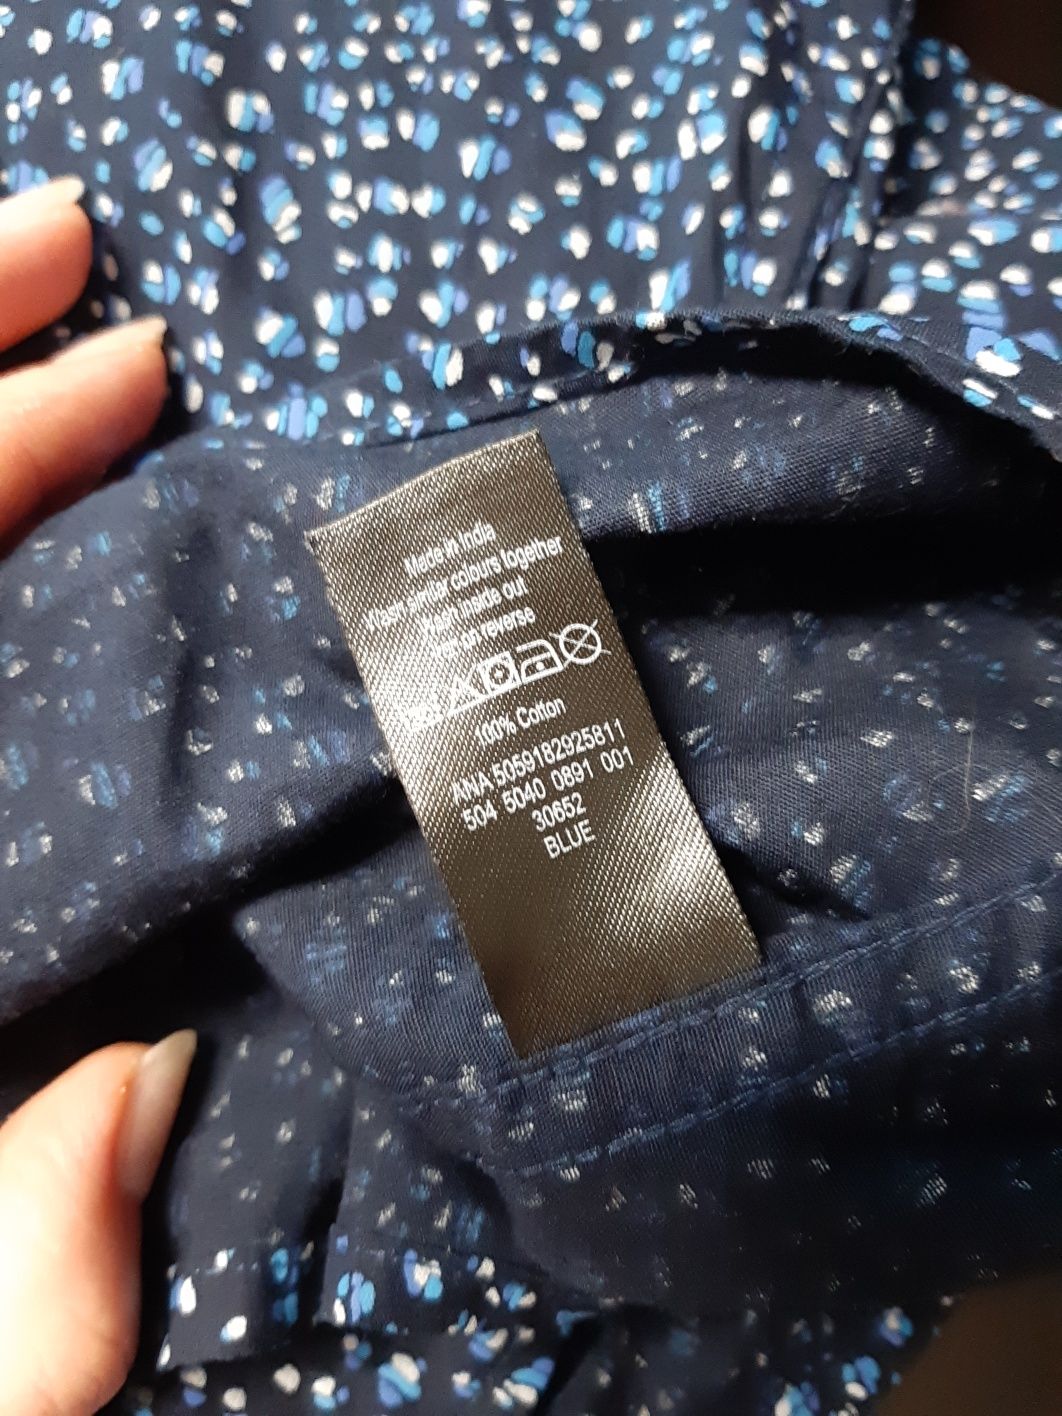 Made in India
Wash similar colours together
Wash inside out
Iron reverse
100% Cotton
ANA 5059182925811
504 5040 0891 001
30652
BLUE